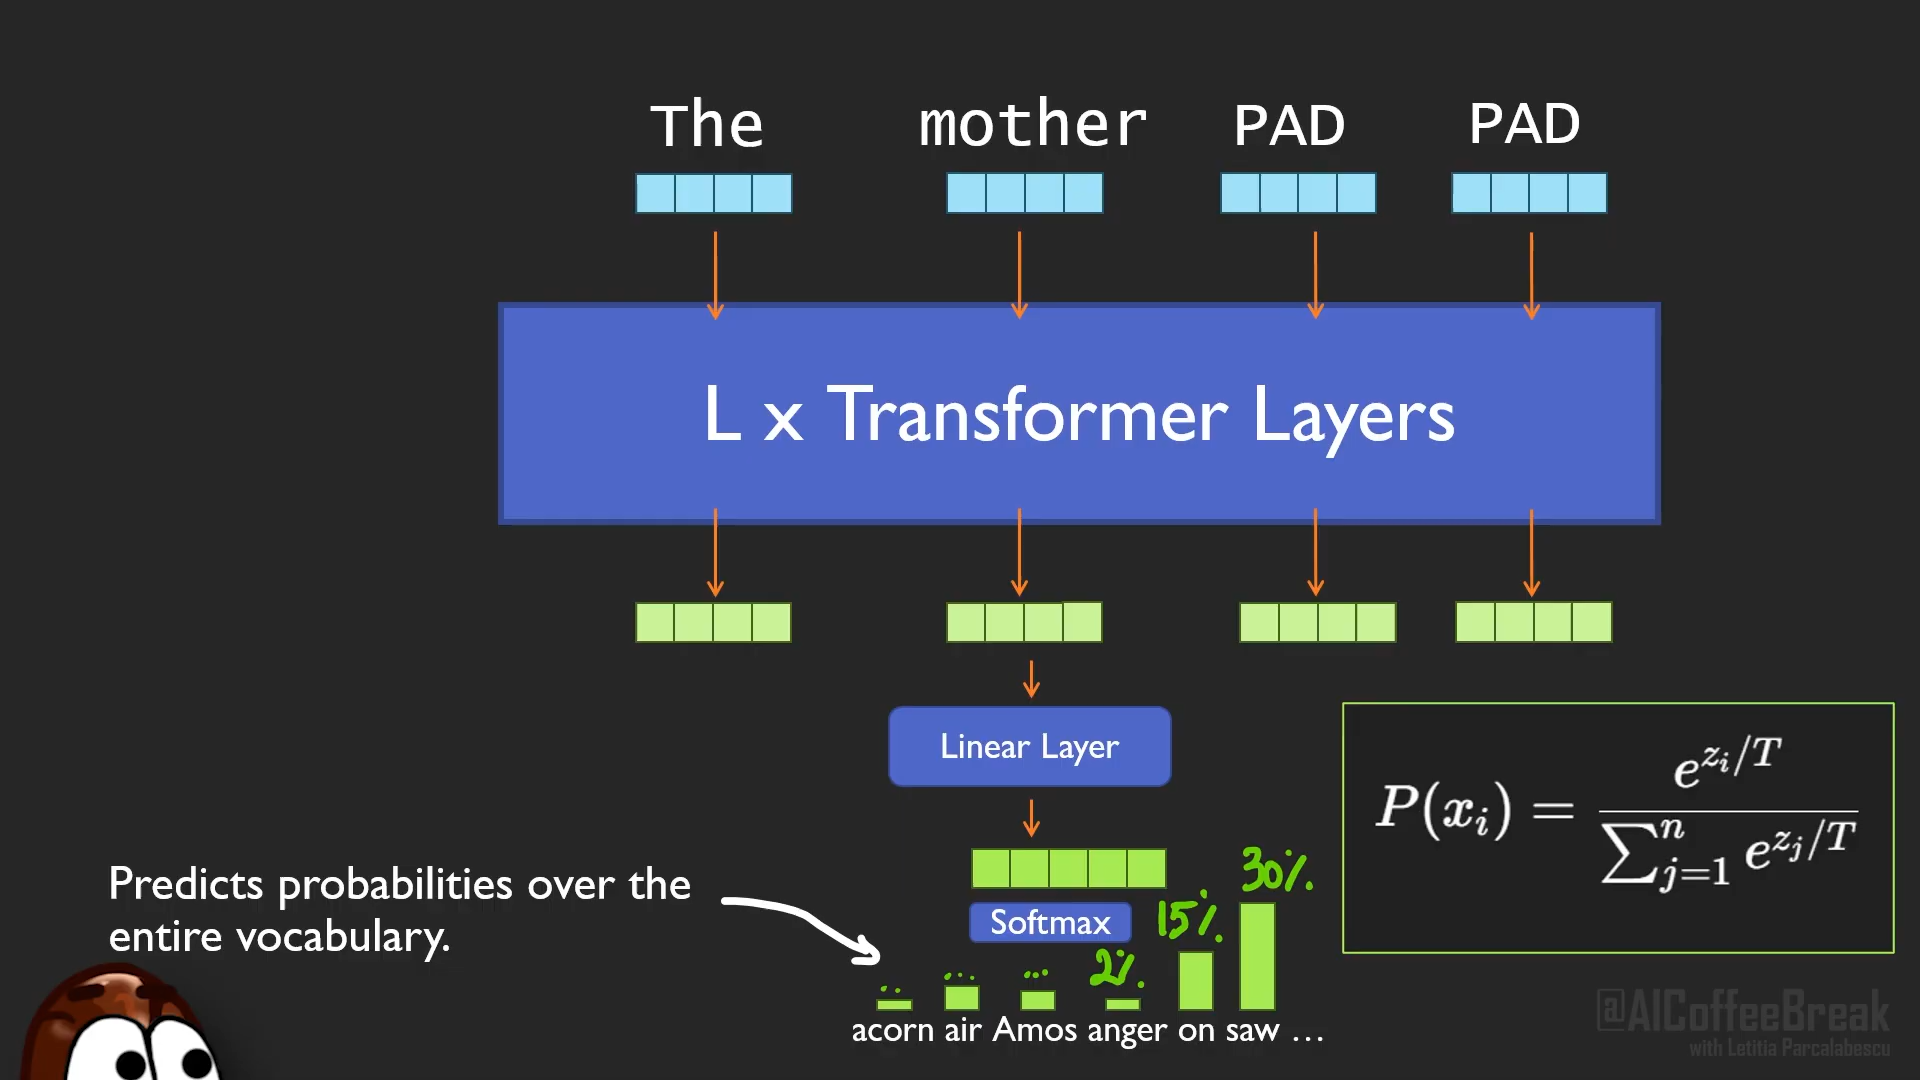 The mother PAD PAD
L x Transformer Layers
Linear Layer
P(x_i) = e^{z_i/T} / \sum_{j=1}^{n} e^{z_j/T}
Predicts probabilities over the
entire vocabulary.
Softmax
2% 15% 30%
acorn air Amos anger on saw ...
@AICoffeeBreak
with Letitia Parcalabescu